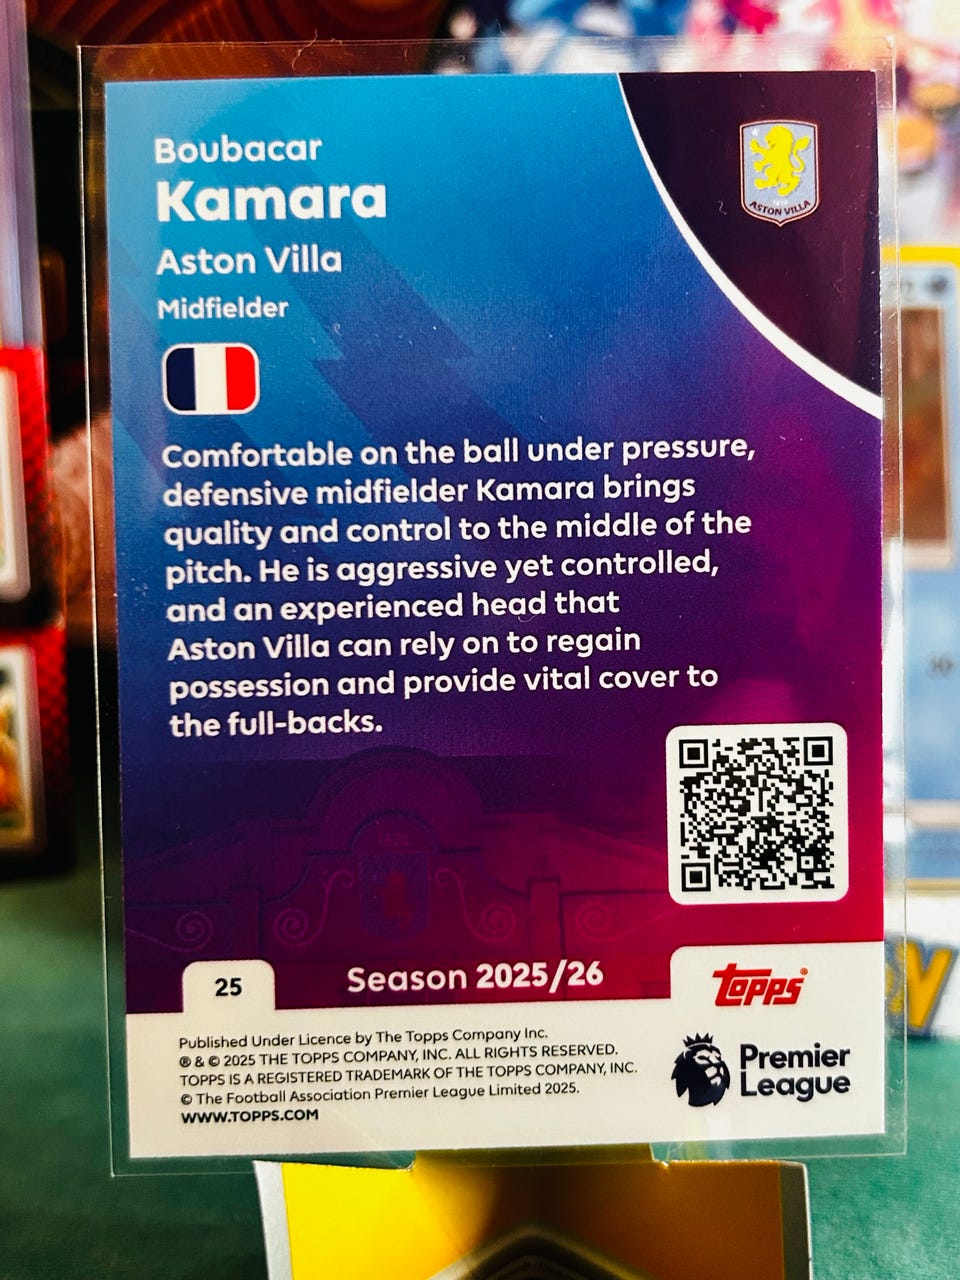 Boubacar
Kamara
Aston Villa
Midfielder
ASTON VILLA
Comfortable on the ball under pressure,
defensive midfielder Kamara brings
quality and control to the middle of the
pitch. He is aggressive yet controlled,
and an experienced head that
Aston Villa can rely on to regain
possession and provide vital cover to
the full-backs.
25
Season 2025/26
Topps
Published Under Licence by The Topps Company Inc.
® & © 2025 THE TOPPS COMPANY, INC. ALL RIGHTS RESERVED.
TOPPS IS A REGISTERED TRADEMARK OF THE TOPPS COMPANY, INC.
© The Football Association Premier League Limited 2025.
WWW.TOPPS.COM
Premier
League